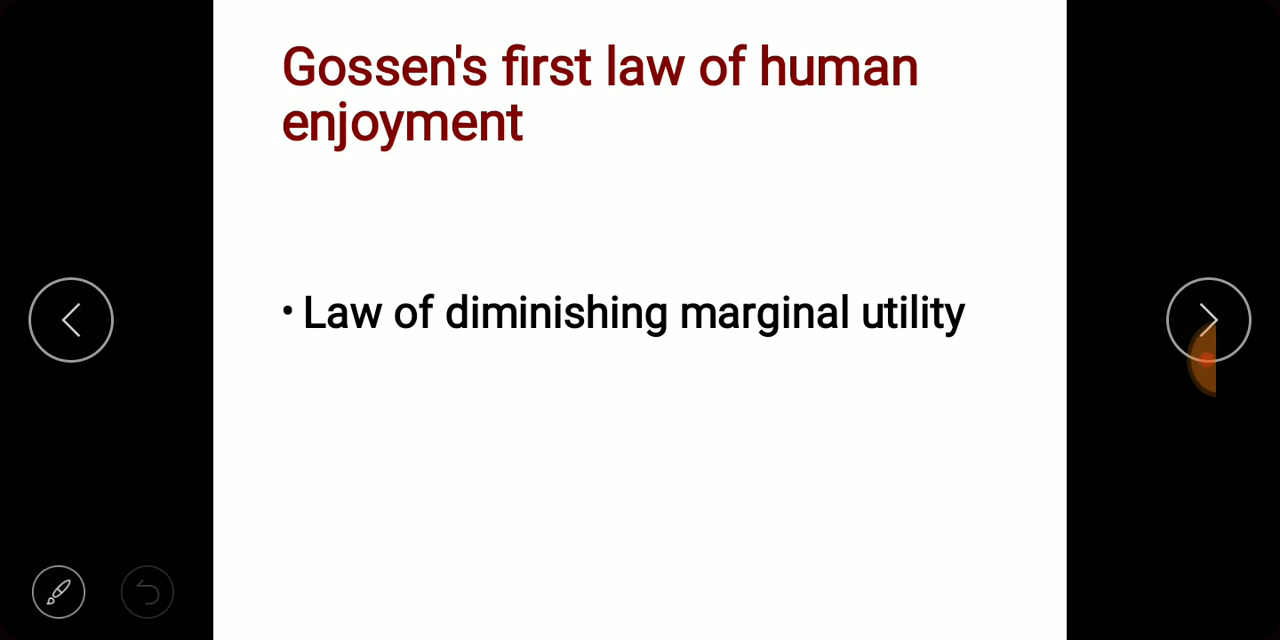 Gossen's first law of human
enjoyment
• Law of diminishing marginal utility